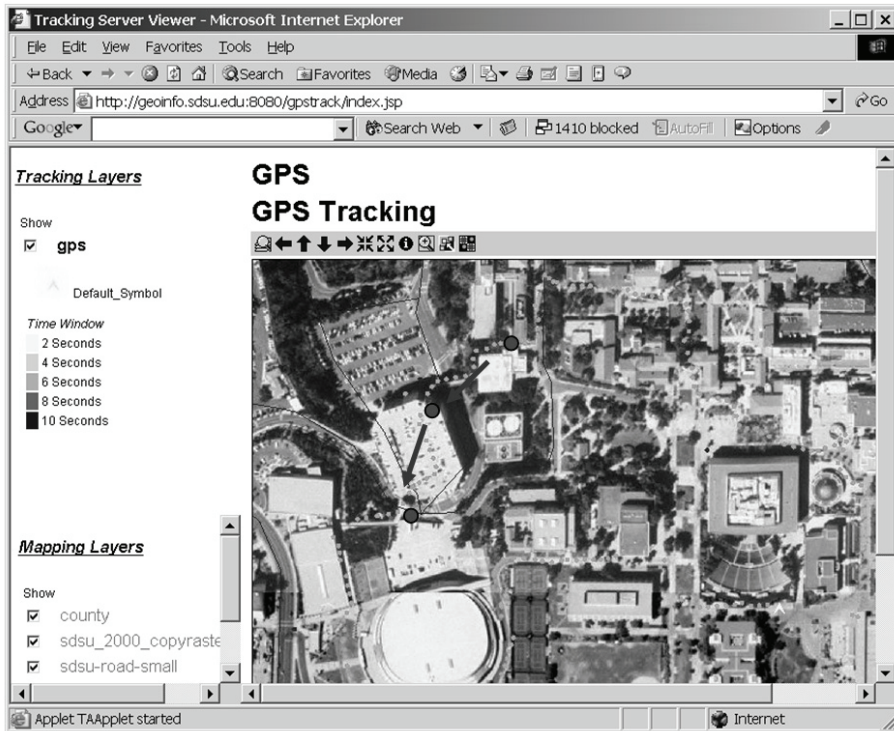 Tracking Server Viewer - Microsoft Internet Explorer
File Edit View Favorites Tools Help
Back Search Favorites Media
Address http://geoinfo.sdsu.edu:8080/gpstrack/index.jsp Go
Google Search Web 1410 blocked AutoFill Options
Tracking Layers
Show
gps
Default_Symbol
Time Window
2 Seconds
4 Seconds
6 Seconds
8 Seconds
10 Seconds
Mapping Layers
Show
county
sdsu_2000_copyraste
sdsu-road-small
GPS
GPS Tracking
Applet TAApplet started
Internet